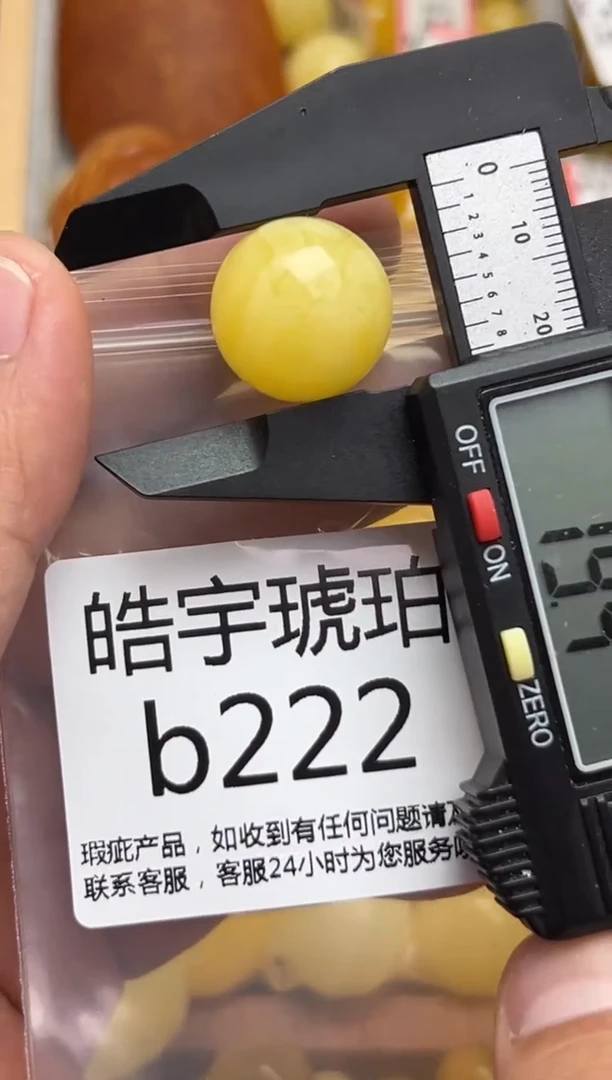 0
10
20
1 2 3 4 5 6 7 8
OFF
ON
ZERO
皓宇琥珀
b222
瑕疵产品，如收到有任何问题请
联系客服，客服24小时为您服务